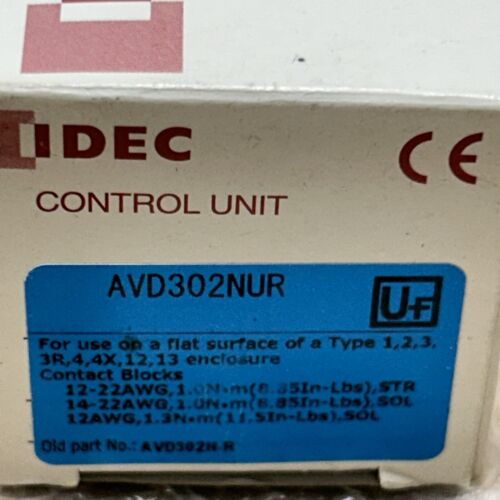 IDEC
CE
CONTROL UNIT
AVD302NUR
UF
For use on a flat surface of a Type 1,2,3,
3R,4,4X,12,13 enclosure
Contact Blocks
12-22AWG,1.0N·m(8.85In-Lbs),STR
14-22AWG,1.0N·m(8.85In-Lbs),SOL
12AWG,1.3N·m(11.5In-Lbs),SOL
Old part No.: AVD302N-R